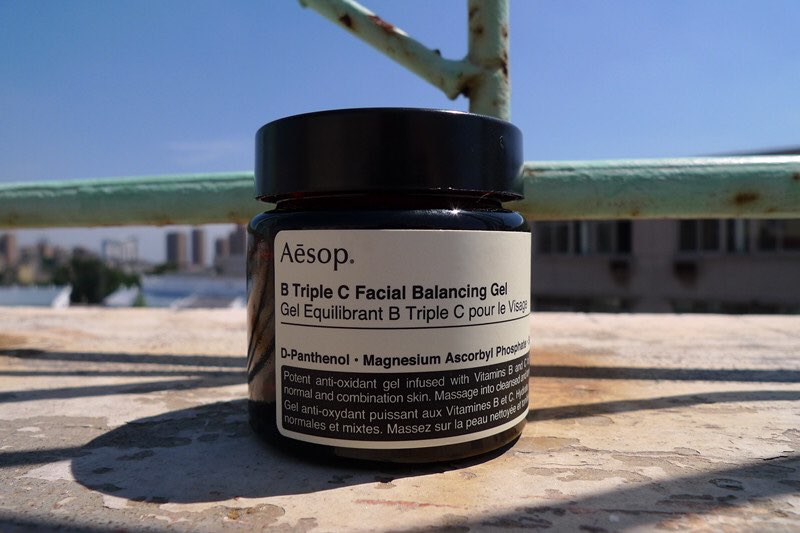 Aēsop®
B Triple C Facial Balancing Gel
Gel Equilibrant B Triple C pour le Visage
D-Panthenol • Magnesium Ascorbyl Phosphate
Potent anti-oxidant gel infused with Vitamins B and C.
normal and combination skin. Massage into cleansed
Gel anti-oxydant puissant aux Vitamines B et C.
normales et mixtes. Massez sur la peau nettoyée et